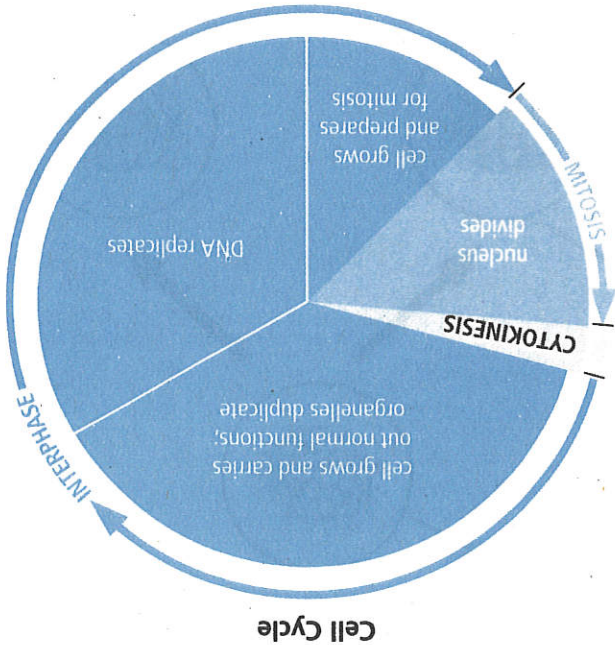 Cell Cycle
INTERPHASE
cell grows and carries
out normal functions;
organelles duplicate
DNA replicates
cell grows
and prepares
for mitosis
MITOSIS
nucleus
divides
CYTOKINESIS